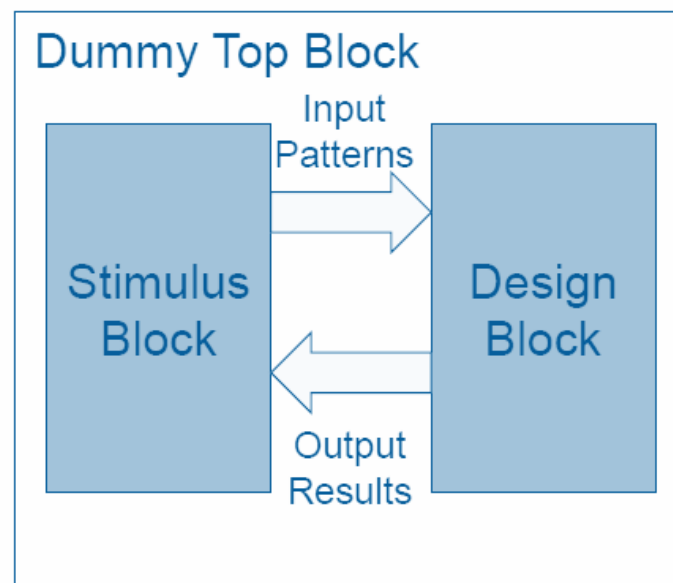 Dummy Top Block
Input
Patterns
Stimulus
Block
Design
Block
Output
Results